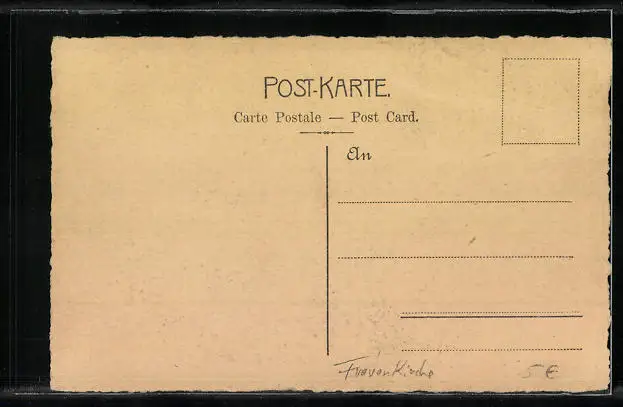 POST-KARTE.
Carte Postale — Post Card.
An
Frauenkirche 5€